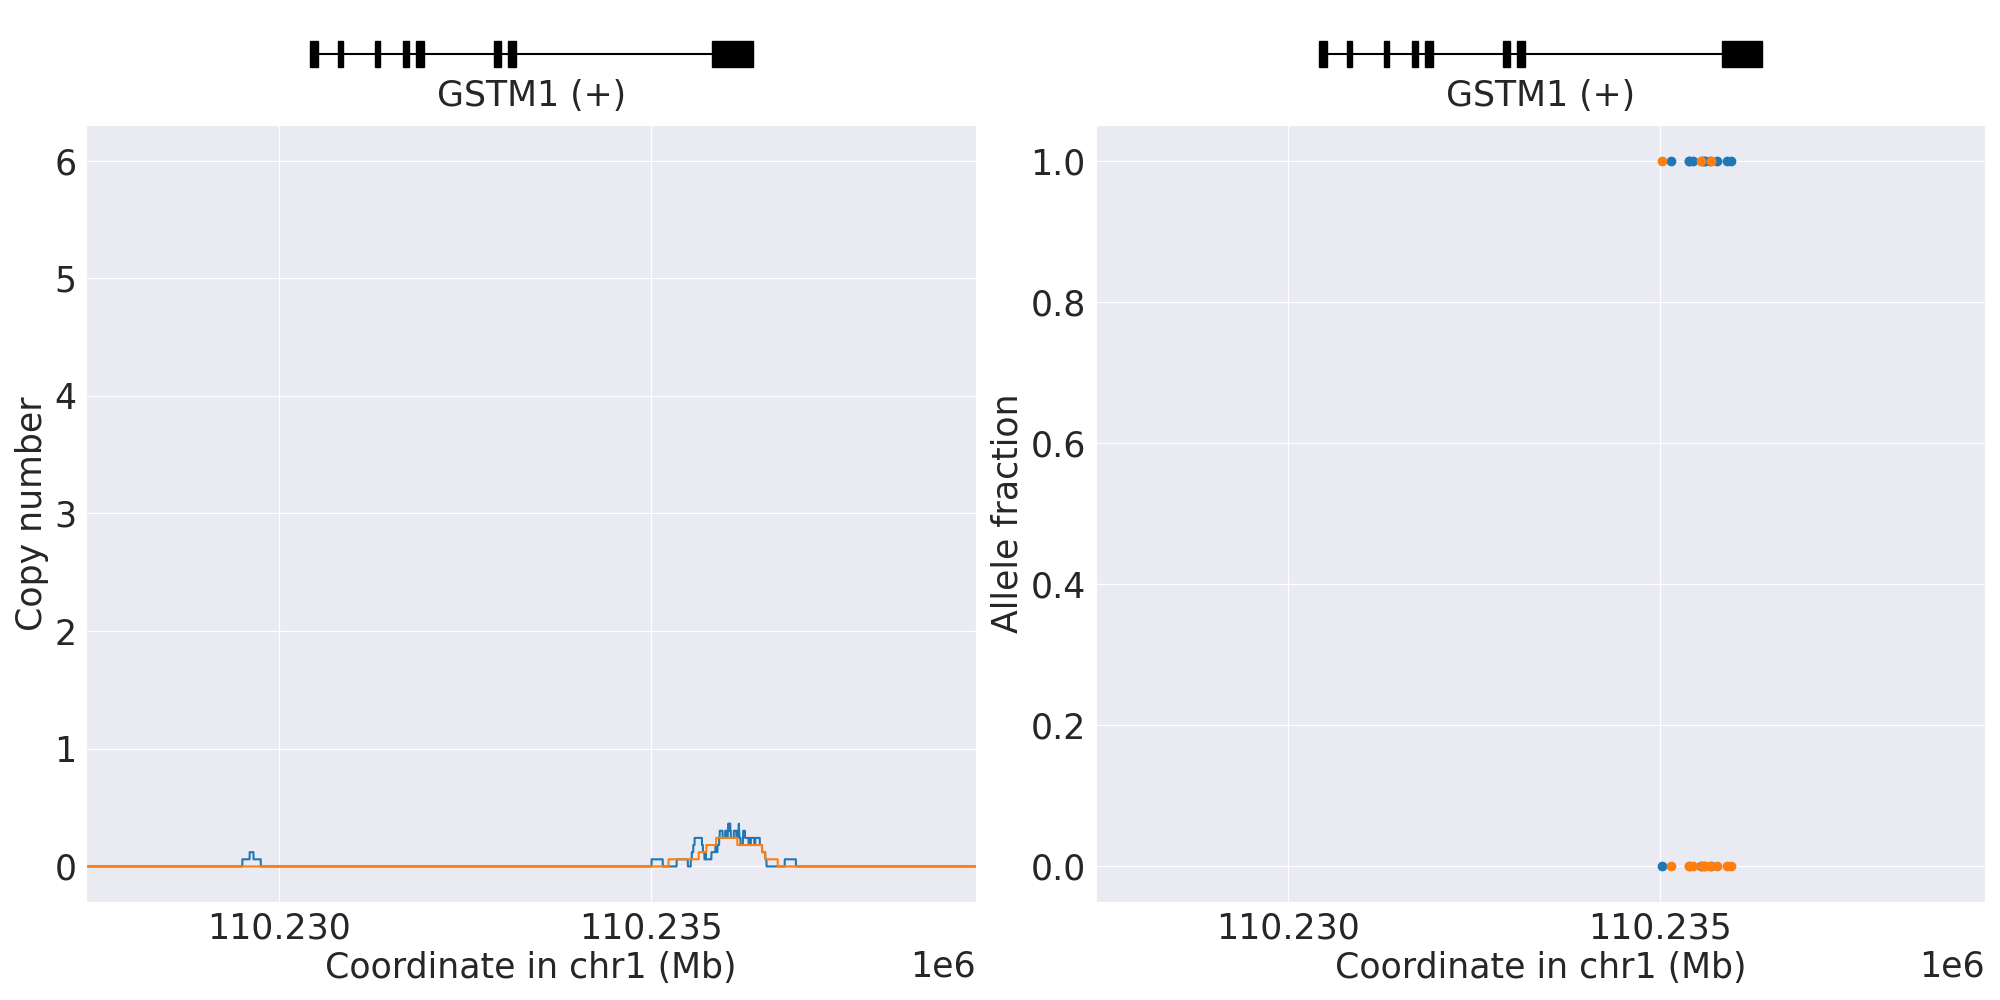 GSTM1 (+)
6
5
4
3
2
1
0
Copy number
110.230
110.235
Coordinate in chr1 (Mb)
1e6
GSTM1 (+)
1.0
0.8
0.6
0.4
0.2
0.0
Allele fraction
110.230
110.235
Coordinate in chr1 (Mb)
1e6